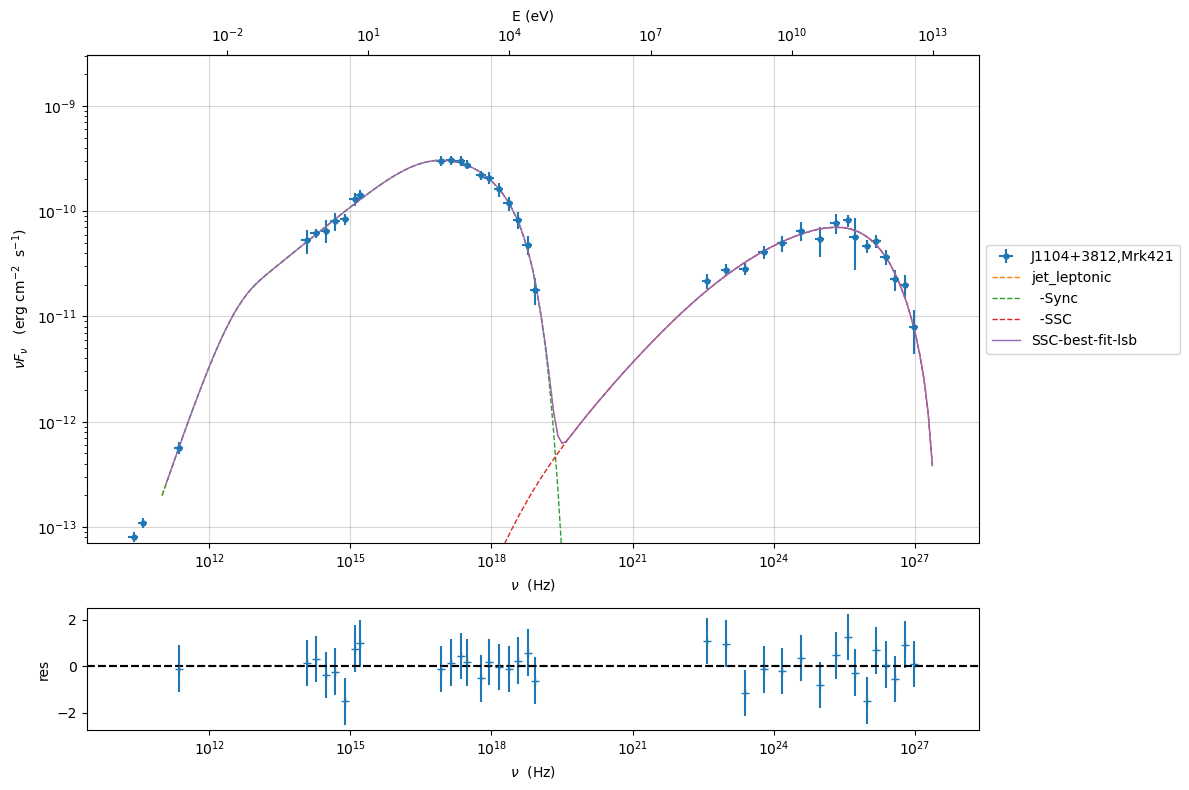 E (eV)
10^{-2} 10^{1} 10^{4} 10^{7} 10^{10} 10^{13}
10^{-9}
10^{-10}
10^{-11}
10^{-12}
10^{-13}
νF_ν (erg cm^{-2} s^{-1})
J1104+3812,Mrk421
jet_leptonic
-Sync
-SSC
SSC-best-fit-lsb
10^{12} 10^{15} 10^{18} 10^{21} 10^{24} 10^{27}
ν (Hz)
2
0
−2
res
10^{12} 10^{15} 10^{18} 10^{21} 10^{24} 10^{27}
ν (Hz)